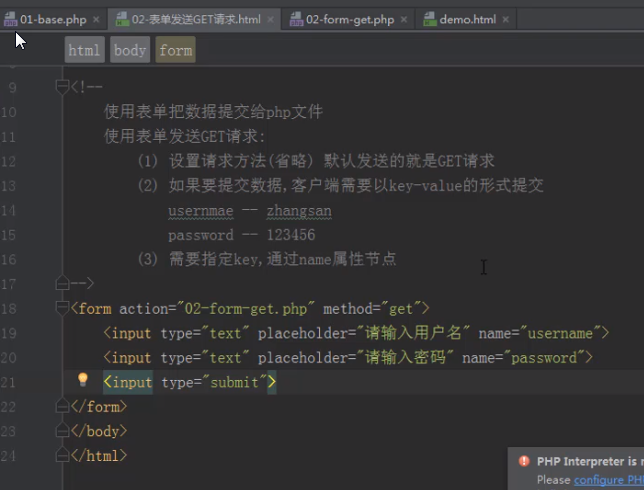 01-base.php
02-表单发送GET请求.html
02-form-get.php
demo.html
html body form
9 <!--
10 使用表单把数据提交给php文件
11 使用表单发送GET请求:
12 (1) 设置请求方法(省略) 默认发送的就是GET请求
13 (2) 如果要提交数据,客户端需要以key-value的形式提交
14 usernmae -- zhangsan
15 password -- 123456
16 (3) 需要指定key,通过name属性节点
17 -->
18 <form action="02-form-get.php" method="get">
19 <input type="text" placeholder="请输入用户名" name="username">
20 <input type="text" placeholder="请输入密码" name="password">
21 <input type="submit">
22 </form>
23 </body>
24 </html>
PHP Interpreter is
Please configure PH